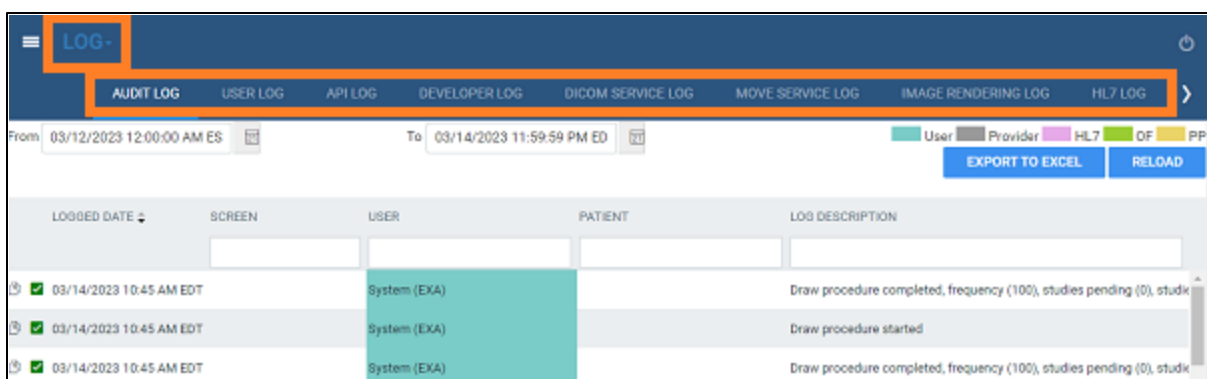 LOG-
AUDIT LOG USER LOG API LOG DEVELOPER LOG DICOM SERVICE LOG MOVE SERVICE LOG IMAGE RENDERING LOG HL7 LOG
From 03/12/2023 12:00:00 AM ES To 03/14/2023 11:59:59 PM ED User Provider HL7 OF PP
EXPORT TO EXCEL RELOAD
LOGGED DATE SCREEN USER PATIENT LOG DESCRIPTION
03/14/2023 10:45 AM EDT System (EXA) Draw procedure completed, frequency (100), studies pending (0), studi
03/14/2023 10:45 AM EDT System (EXA) Draw procedure started
03/14/2023 10:45 AM EDT System (EXA) Draw procedure completed, frequency (100), studies pending (0), studi